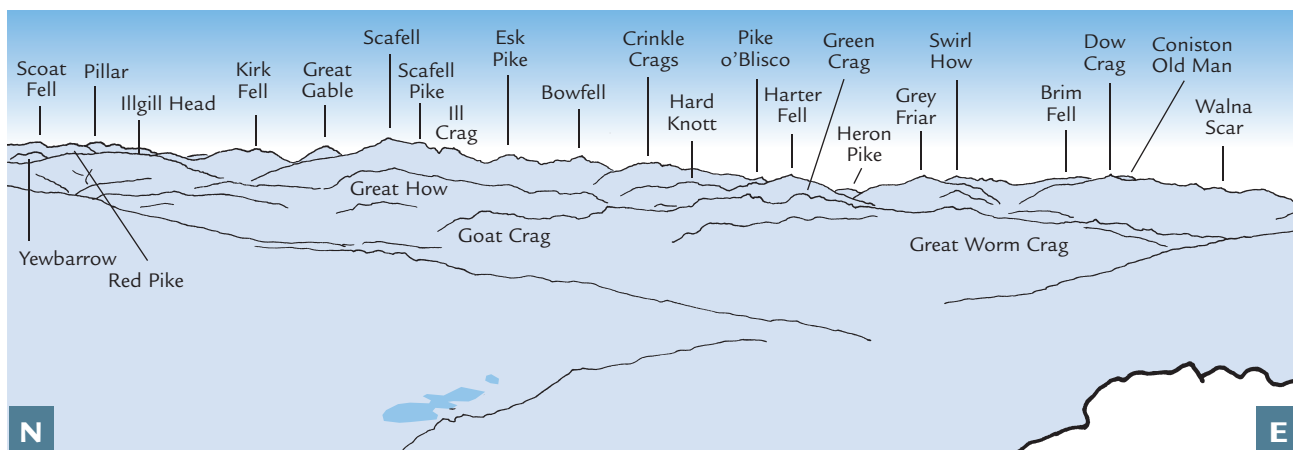 Scoat
Fell
Pillar
Illgill Head
Kirk
Fell
Great
Gable
Scafell
Scafell
Pike
Ill
Crag
Esk
Pike
Bowfell
Crinkle
Crags
Hard
Knott
Pike
o’Blisco
Harter
Fell
Green
Crag
Heron
Pike
Grey
Friar
Swirl
How
Brim
Fell
Dow
Crag
Coniston
Old Man
Walna
Scar
Great How
Goat Crag
Great Worm Crag
Yewbarrow
Red Pike
N
E